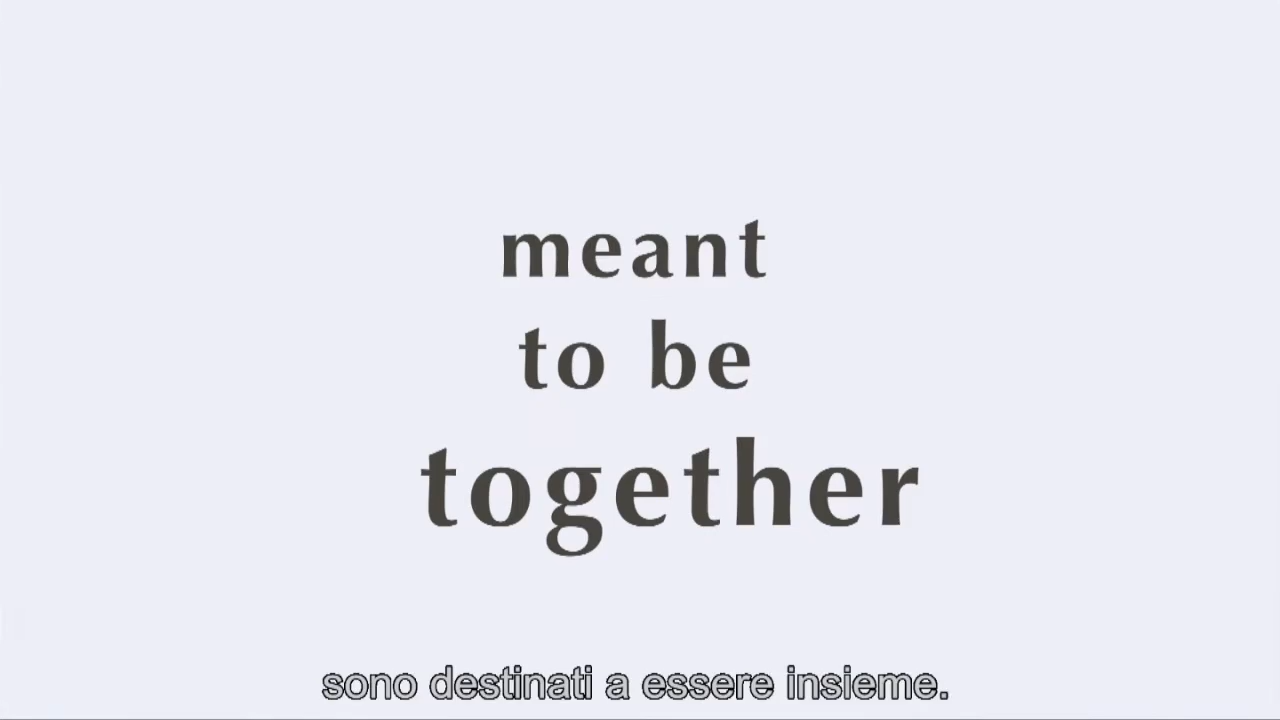 meant
to be
together
sono destinati a essere insieme.